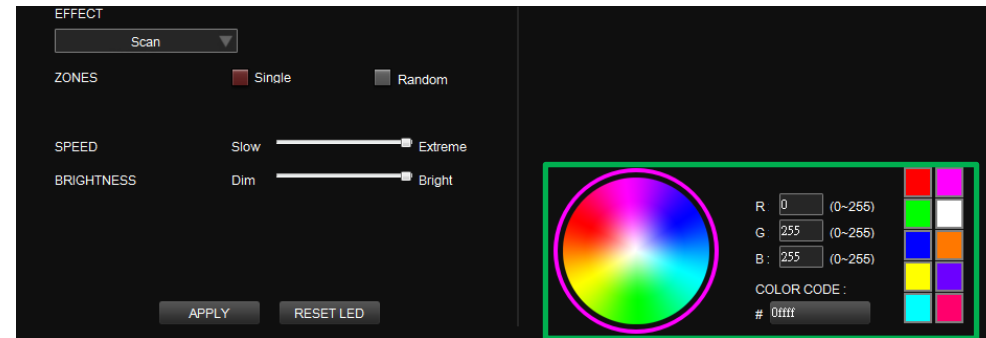 EFFECT
Scan
ZONES Single Random
SPEED Slow Extreme
BRIGHTNESS Dim Bright
APPLY RESET LED
R 0 (0~255)
G 255 (0~255)
B : 255 (0~255)
COLOR CODE :
# 0ffff